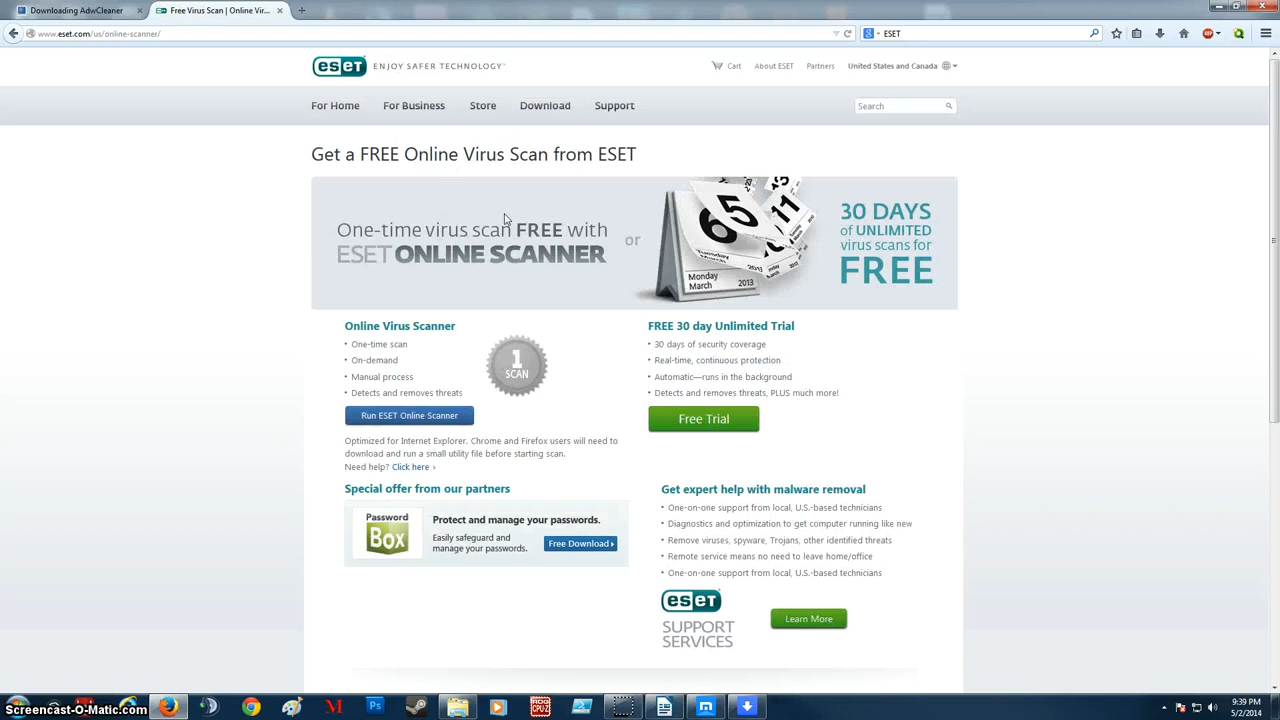 Downloading AdwCleaner
Free Virus Scan | Online Vir...
www.eset.com/us/online-scanner/
ESET
eset ENJOY SAFER TECHNOLOGY
Cart About ESET Partners United States and Canada
For Home For Business Store Download Support
Search
Get a FREE Online Virus Scan from ESET
One-time virus scan FREE with
ESET ONLINE SCANNER
or
65
11
Monday
March 2013
30 DAYS
of UNLIMITED
virus scans for
FREE
Online Virus Scanner
• One-time scan
• On-demand
• Manual process
• Detects and removes threats
1
SCAN
Run ESET Online Scanner
Optimized for Internet Explorer. Chrome and Firefox users will need to
download and run a small utility file before starting scan.
Need help? Click here ›
FREE 30 day Unlimited Trial
• 30 days of security coverage
• Real-time, continuous protection
• Automatic—runs in the background
• Detects and removes threats, PLUS much more!
Free Trial
Special offer from our partners
Password
Box
Protect and manage your passwords.
Easily safeguard and
manage your passwords.
Free Download
Get expert help with malware removal
• One-on-one support from local, U.S.-based technicians
• Diagnostics and optimization to get computer running like new
• Remove viruses, spyware, Trojans, other identified threats
• Remote service means no need to leave home/office
• One-on-one support from local, U.S.-based technicians
eset
SUPPORT
SERVICES
Learn More
Screencast-O-Matic.com
9:39 PM
5/2/2014